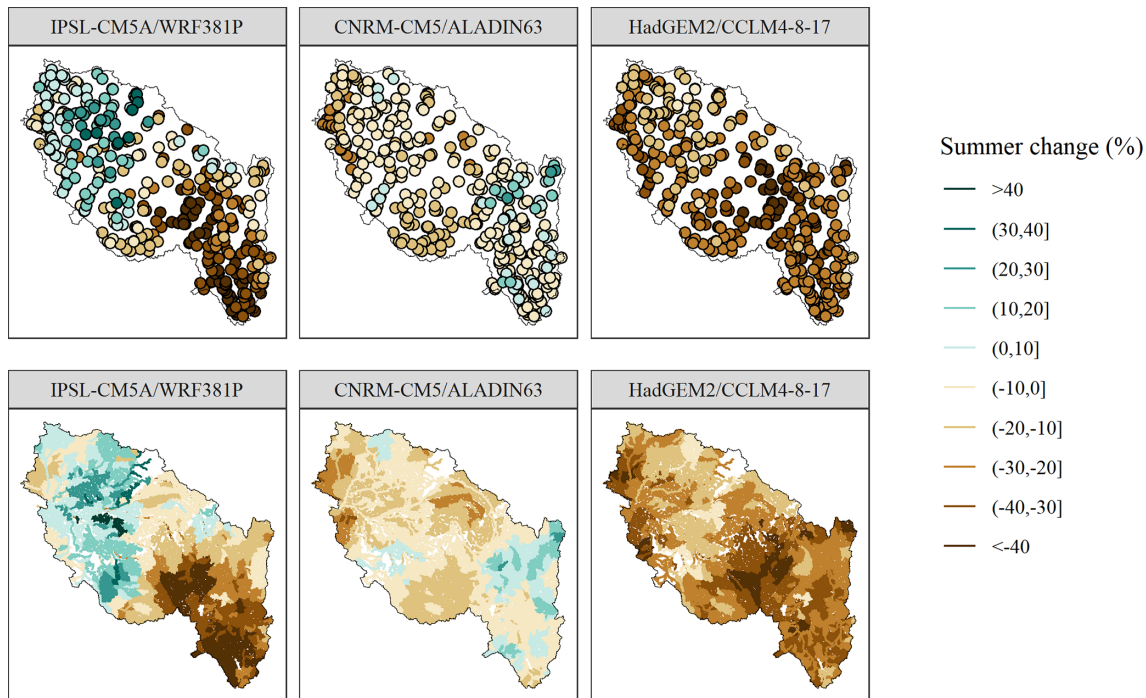 IPSL-CM5A/WRF381P
CNRM-CM5/ALADIN63
HadGEM2/CCLM4-8-17
Summer change (%)
>40
(30,40]
(20,30]
(10,20]
(0,10]
(-10,0]
(-20,-10]
(-30,-20]
(-40,-30]
<-40
IPSL-CM5A/WRF381P
CNRM-CM5/ALADIN63
HadGEM2/CCLM4-8-17